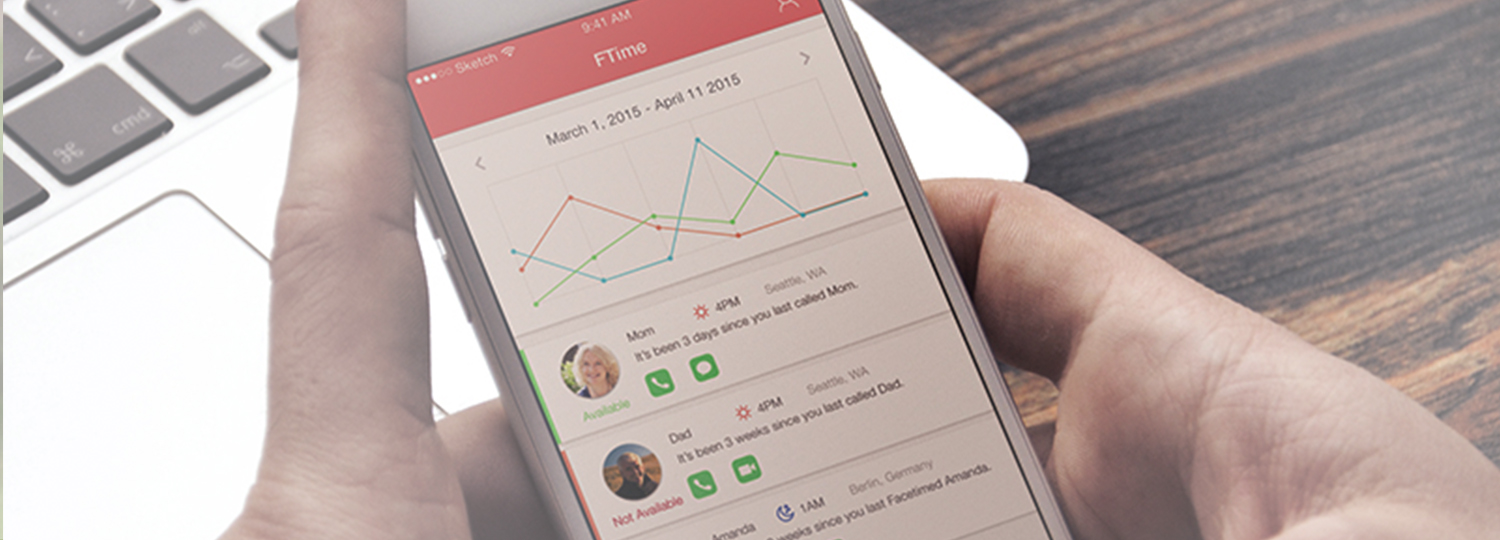 alt
cmd
Sketch 9:41 AM
FTime
March 1, 2015 - April 11 2015
Mom 4PM Seattle, WA
It's been 3 days since you last called Mom.
Available
Dad 4PM Seattle, WA
It's been 3 weeks since you last called Dad.
Not Available
Amanda 1AM Berlin, Germany
weeks since you last Facetimed Amanda.